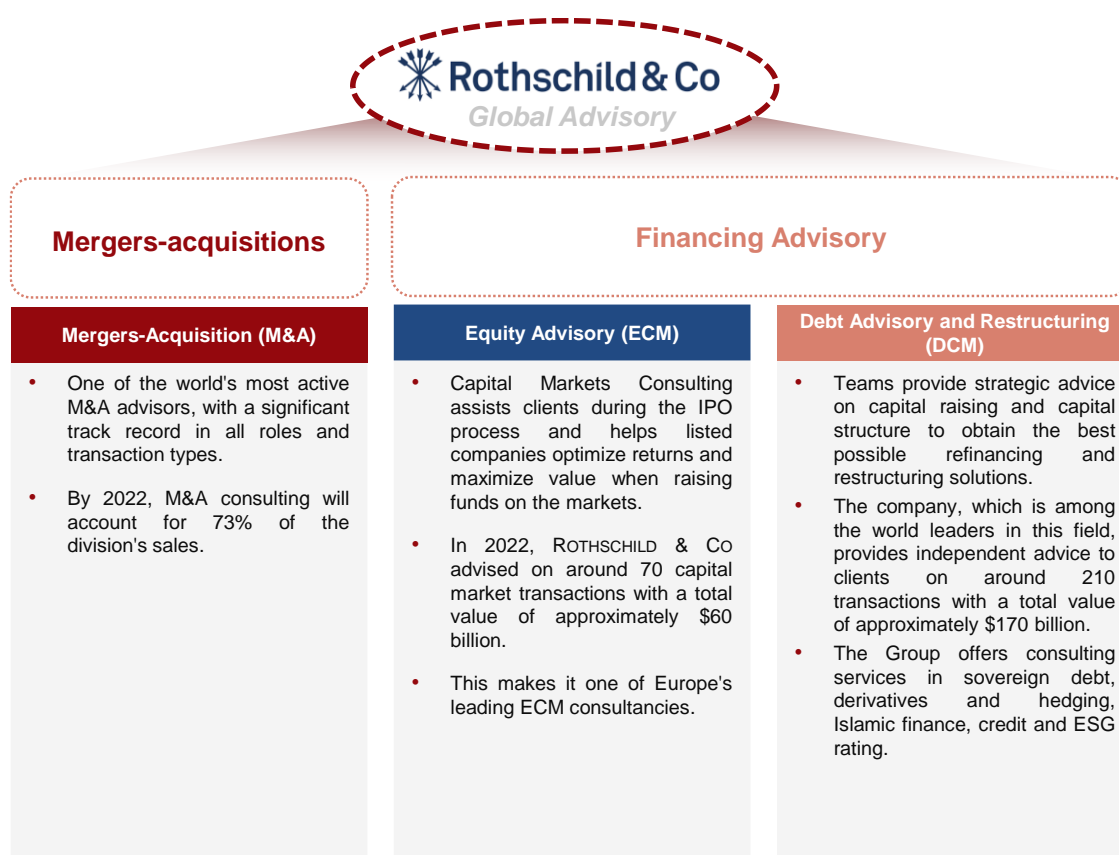 Rothschild & Co
Global Advisory
Mergers-acquisitions
Financing Advisory
Mergers-Acquisition (M&A)
• One of the world's most active
M&A advisors, with a significant
track record in all roles and
transaction types.
• By 2022, M&A consulting will
account for 73% of the
division's sales.
Equity Advisory (ECM)
• Capital Markets Consulting
assists clients during the IPO
process and helps listed
companies optimize returns and
maximize value when raising
funds on the markets.
• In 2022, ROTHSCHILD & CO
advised on around 70 capital
market transactions with a total
value of approximately $60
billion.
• This makes it one of Europe's
leading ECM consultancies.
Debt Advisory and Restructuring
(DCM)
• Teams provide strategic advice
on capital raising and capital
structure to obtain the best
possible refinancing and
restructuring solutions.
• The company, which is among
the world leaders in this field,
provides independent advice to
clients on around 210
transactions with a total value
of approximately $170 billion.
• The Group offers consulting
services in sovereign debt,
derivatives and hedging,
Islamic finance, credit and ESG
rating.